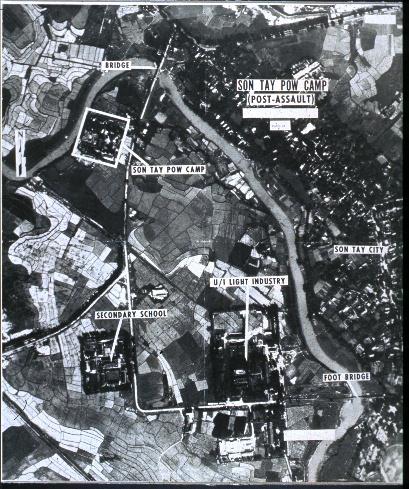 BRIDGE
SON TAY POW CAMP
(POST-ASSAULT)
N
SON TAY POW CAMP
SON TAY CITY
U/I LIGHT INDUSTRY
SECONDARY SCHOOL
FOOT BRIDGE